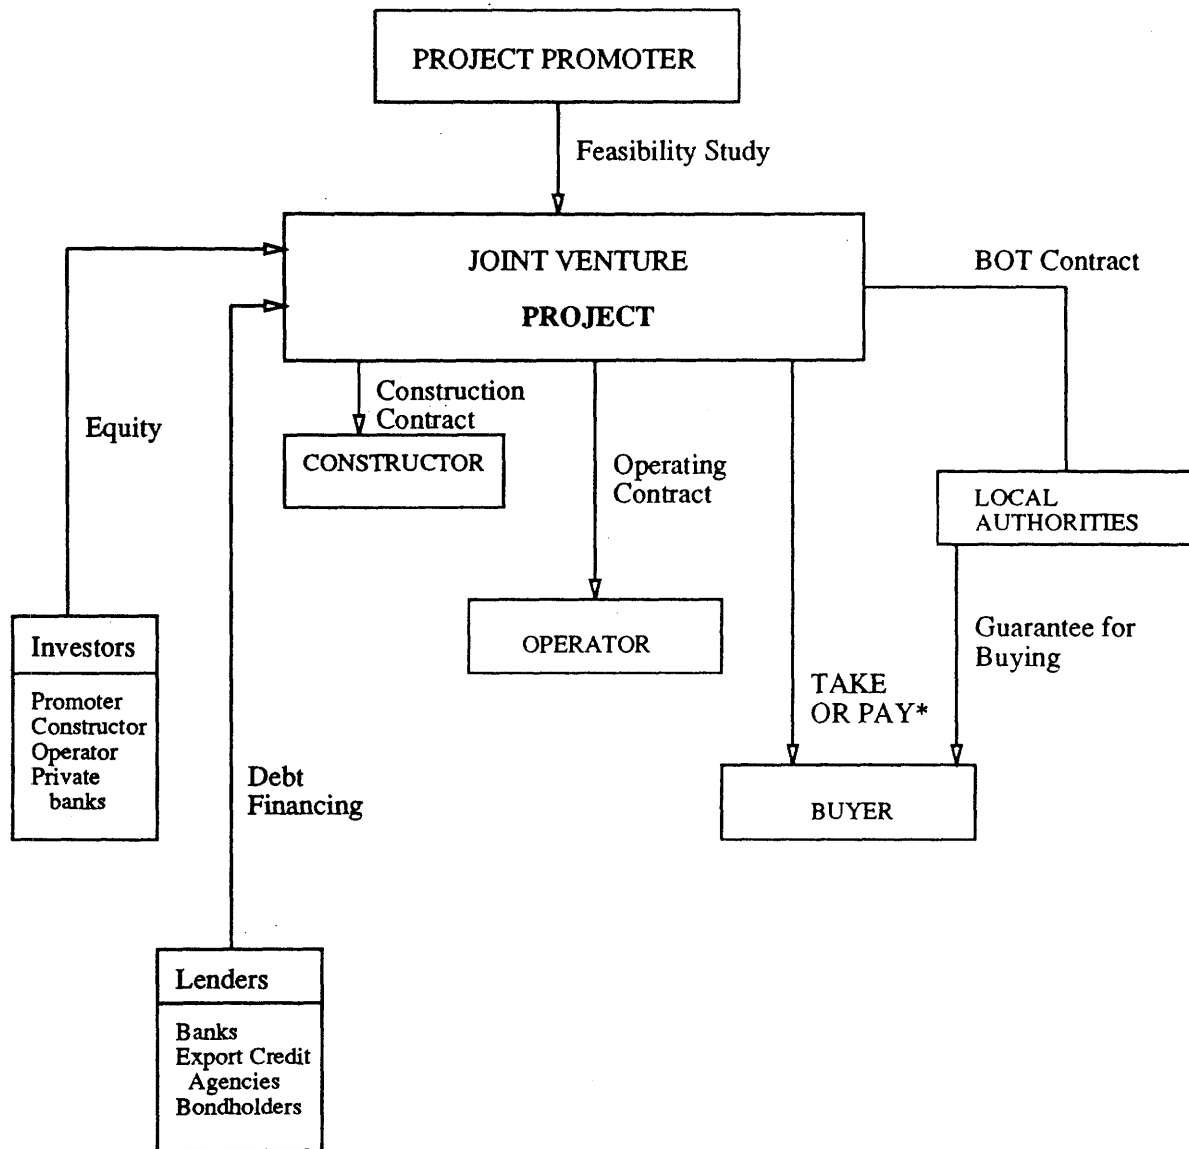 PROJECT PROMOTER
Feasibility Study
JOINT VENTURE
PROJECT
BOT Contract
Construction
Contract
Equity
CONSTRUCTOR
Operating
Contract
LOCAL
AUTHORITIES
Investors
OPERATOR
Guarantee for
Buying
Promoter
Constructor
Operator
Private
banks
TAKE
OR PAY*
Debt
Financing
BUYER
Lenders
Banks
Export Credit
Agencies
Bondholders